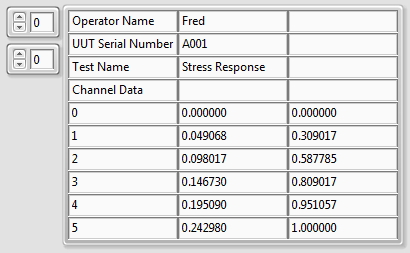 0
0
Operator Name Fred
UUT Serial Number A001
Test Name Stress Response
Channel Data
0 0.000000 0.000000
1 0.049068 0.309017
2 0.098017 0.587785
3 0.146730 0.809017
4 0.195090 0.951057
5 0.242980 1.000000